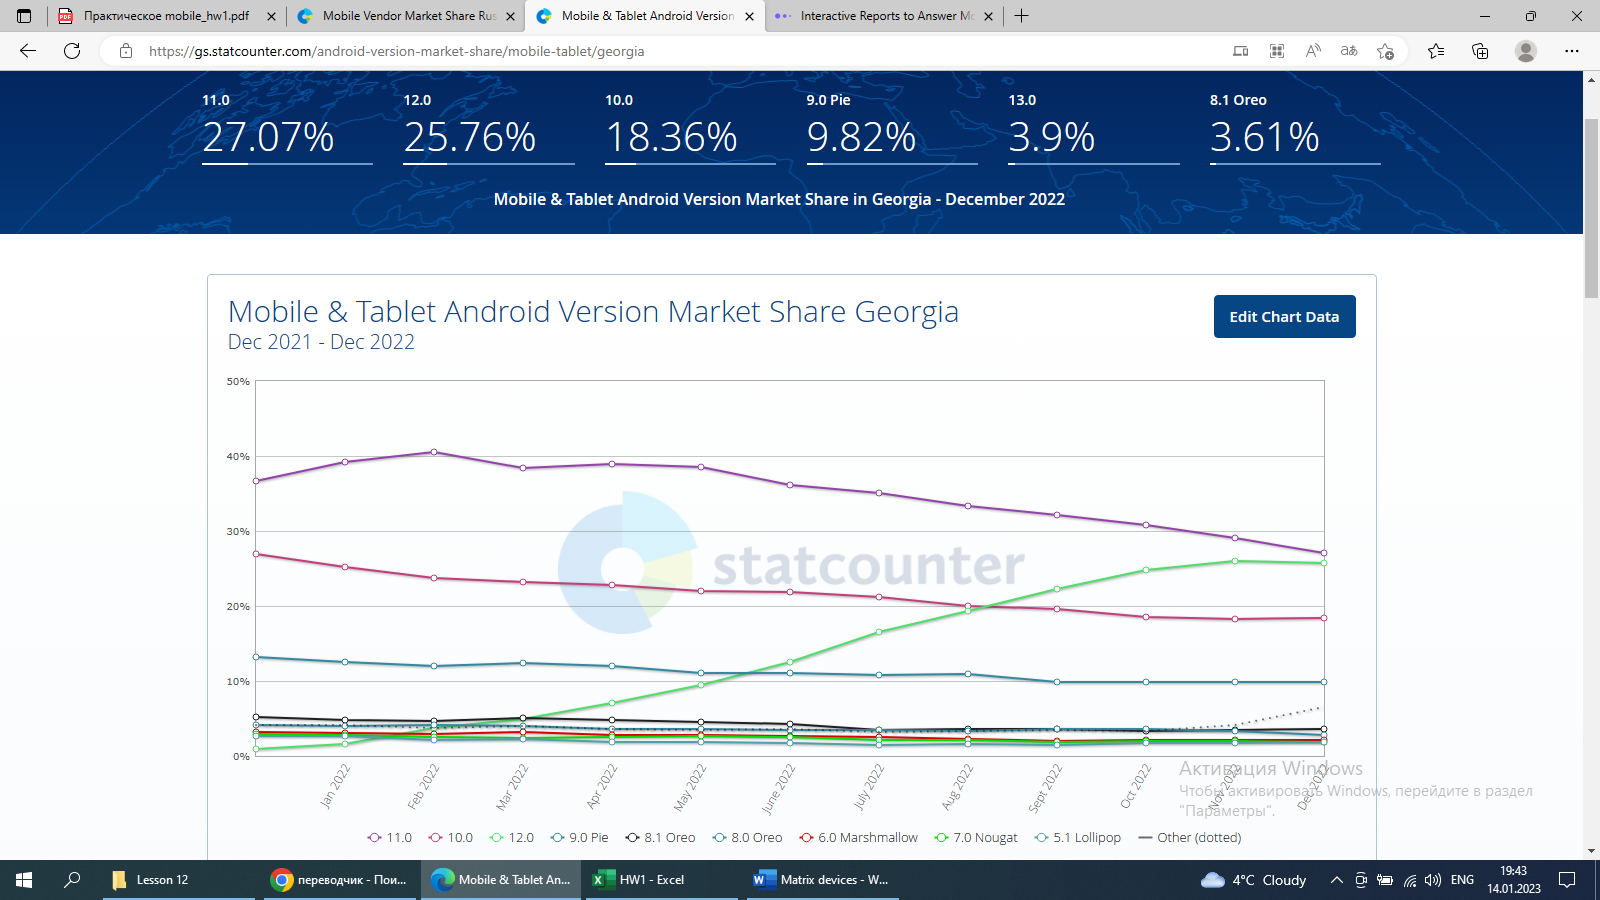 Практическое mobile_hw1.pdf
Mobile Vendor Market Share Rus
Mobile & Tablet Android Version
Interactive Reports to Answer Mo
https://gs.statcounter.com/android-version-market-share/mobile-tablet/georgia
11.0 12.0 10.0 9.0 Pie 13.0 8.1 Oreo
27.07% 25.76% 18.36% 9.82% 3.9% 3.61%
Mobile & Tablet Android Version Market Share in Georgia - December 2022
Mobile & Tablet Android Version Market Share Georgia
Edit Chart Data
Dec 2021 - Dec 2022
50%
40%
30%
statcounter
20%
10%
0%
Jan 2022 Feb 2022 Mar 2022 Apr 2022 May 2022 June 2022 July 2022 Aug 2022 Sept 2022 Oct 2022 Nov 2022 Dec 2022
Активация Windows
Чтобы активировать Windows, перейдите в раздел
"Параметры".
11.0 10.0 12.0 9.0 Pie 8.1 Oreo 8.0 Oreo 6.0 Marshmallow 7.0 Nougat 5.1 Lollipop Other (dotted)
Lesson 12
переводчик - Пои...
Mobile & Tablet An...
HW1 - Excel
Matrix devices - W...
4°C Cloudy
ENG
19:43
14.01.2023